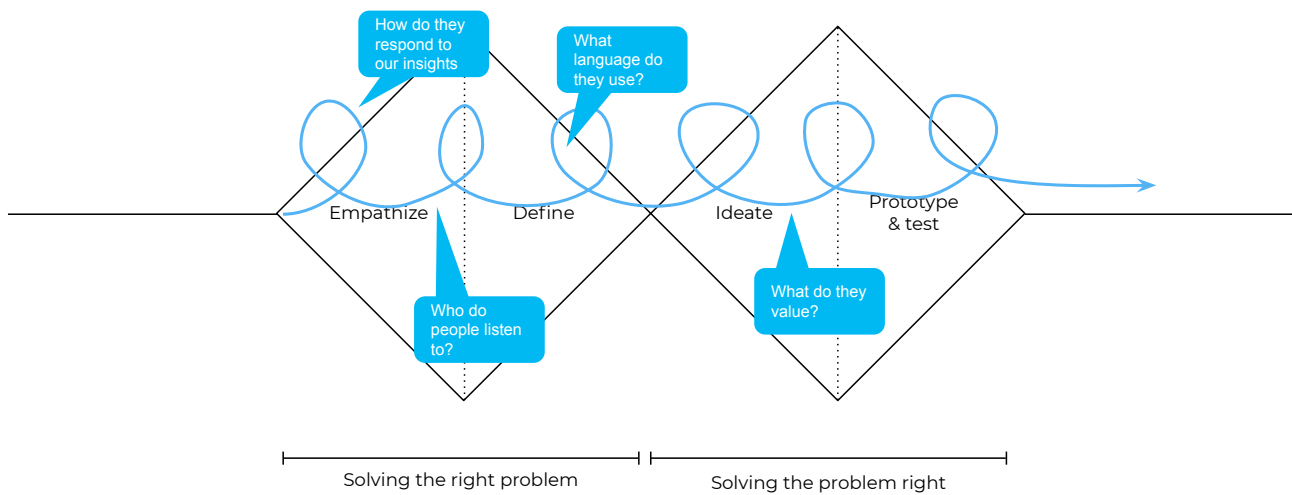 How do they
respond to
our insights
What
language do
they use?
Empathize
Define
Ideate
Prototype
& test
Who do
people listen
to?
What do they
value?
Solving the right problem
Solving the problem right